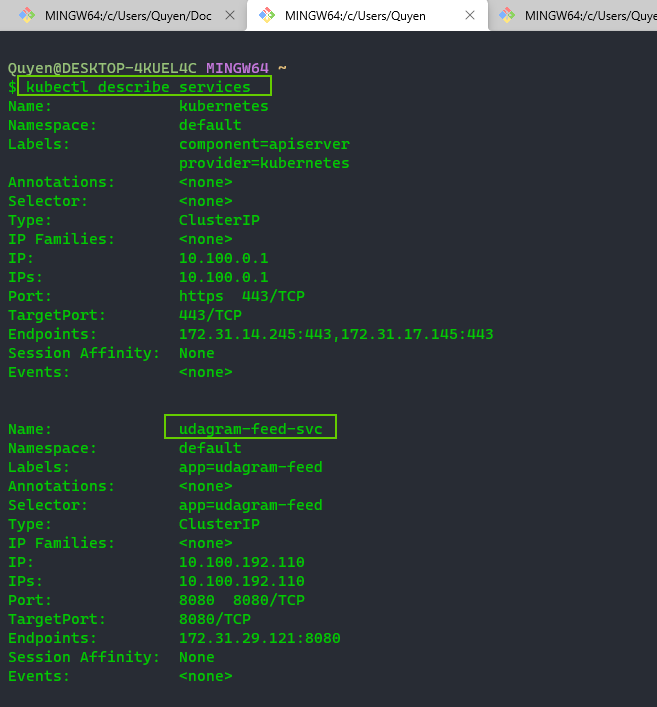 MINGW64:/c/Users/Quyen/Doc
MINGW64:/c/Users/Quyen
MINGW64:/c/Users/Quy
Quyen@DESKTOP-4KUEL4C MINGW64 ~
$ kubectl describe services
Name: kubernetes
Namespace: default
Labels: component=apiserver
provider=kubernetes
Annotations: <none>
Selector: <none>
Type: ClusterIP
IP Families: <none>
IP: 10.100.0.1
IPs: 10.100.0.1
Port: https 443/TCP
TargetPort: 443/TCP
Endpoints: 172.31.14.245:443,172.31.17.145:443
Session Affinity: None
Events: <none>
Name: udagram-feed-svc
Namespace: default
Labels: app=udagram-feed
Annotations: <none>
Selector: app=udagram-feed
Type: ClusterIP
IP Families: <none>
IP: 10.100.192.110
IPs: 10.100.192.110
Port: 8080 8080/TCP
TargetPort: 8080/TCP
Endpoints: 172.31.29.121:8080
Session Affinity: None
Events: <none>